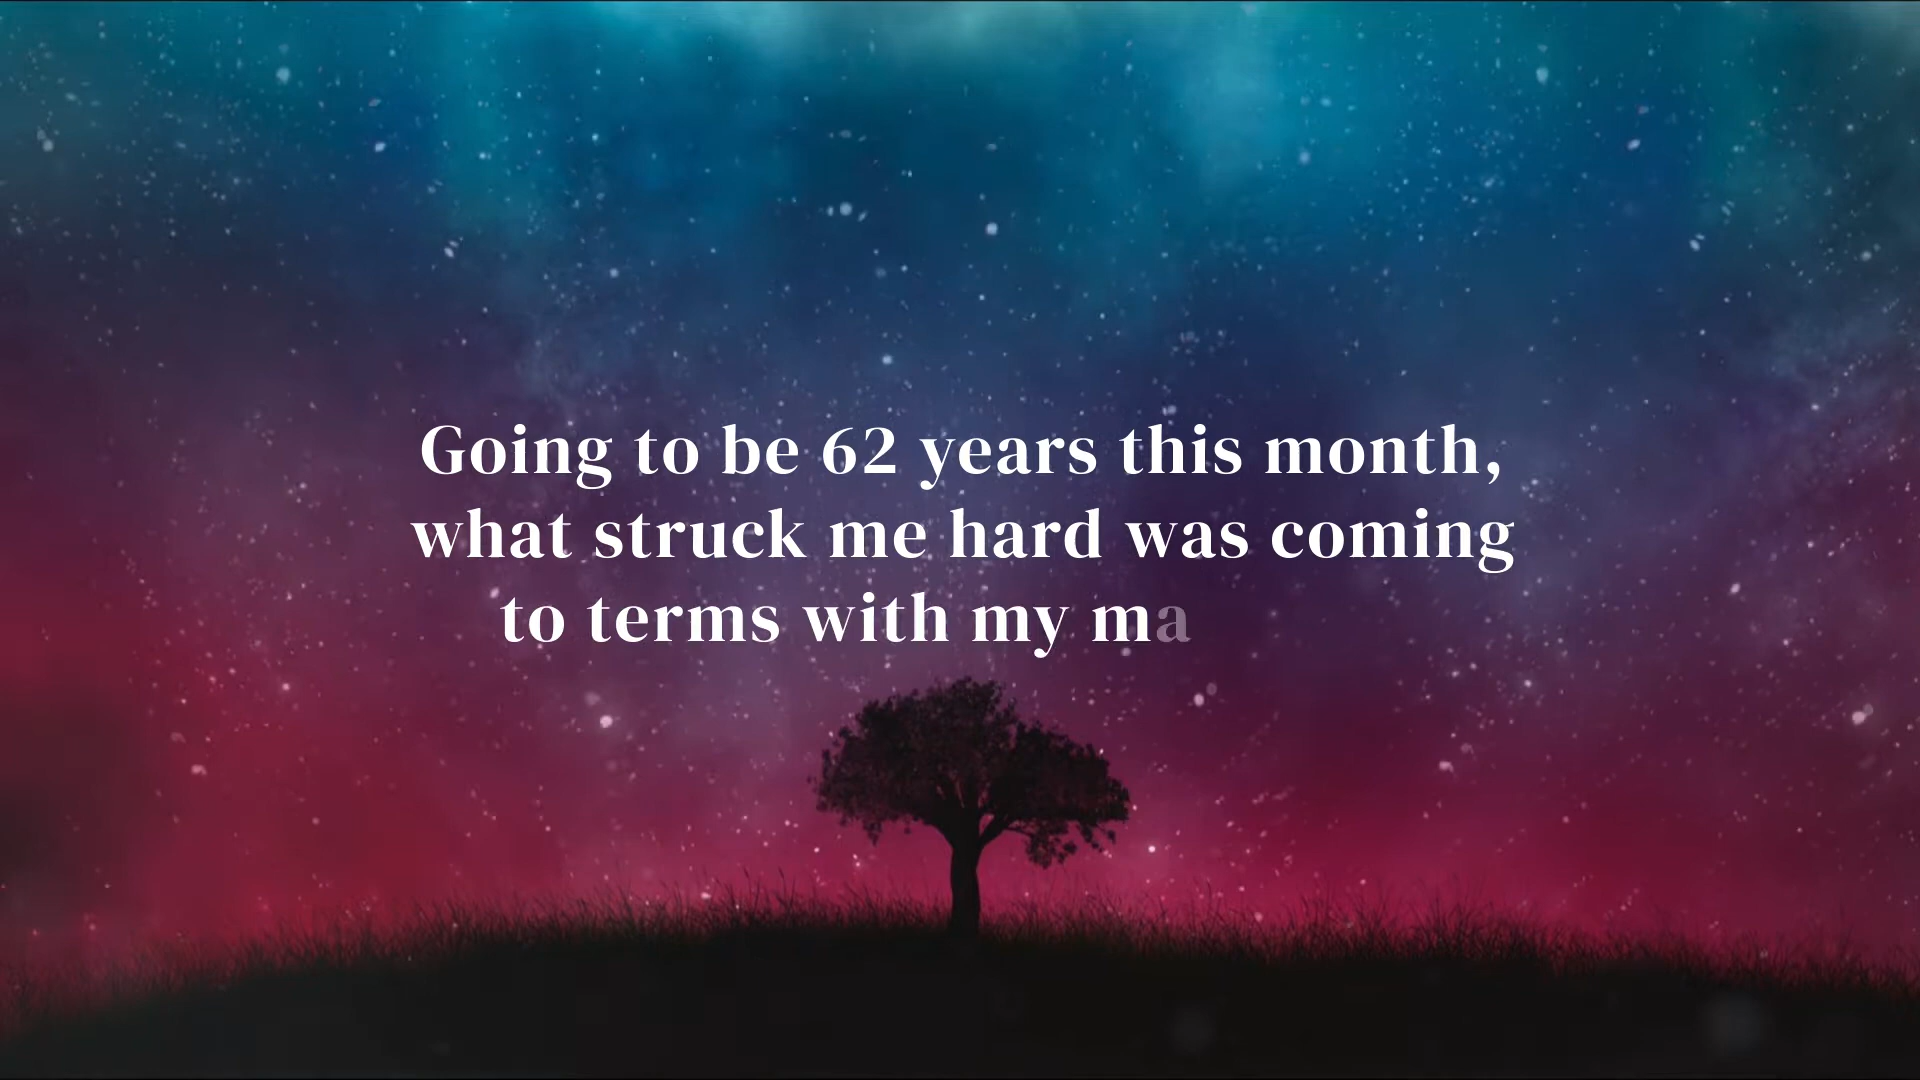 Going to be 62 years this month,
what struck me hard was coming
to terms with my ma